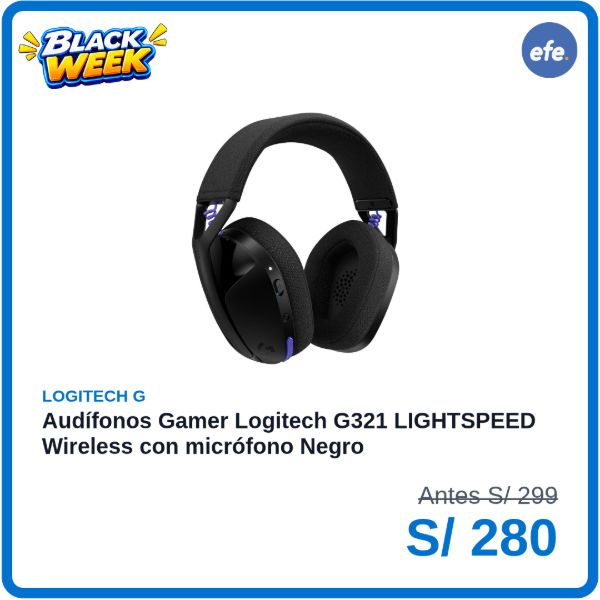 BLACK
WEEK
efe.
LOGITECH G
Audífonos Gamer Logitech G321 LIGHTSPEED
Wireless con micrófono Negro
Antes S/ 299
S/ 280